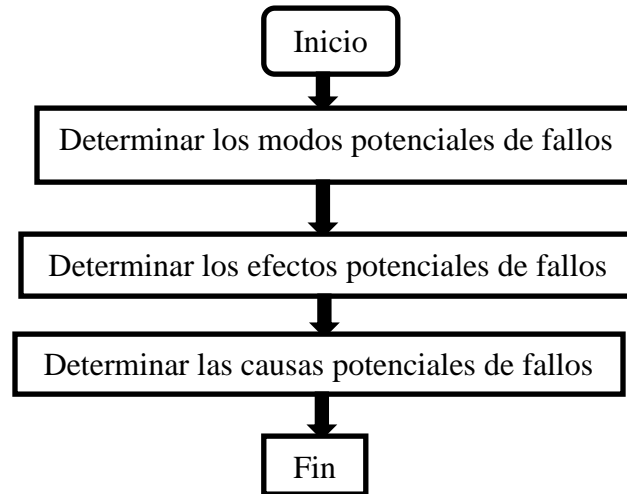 Inicio
Determinar los modos potenciales de fallos
Determinar los efectos potenciales de fallos
Determinar las causas potenciales de fallos
Fin